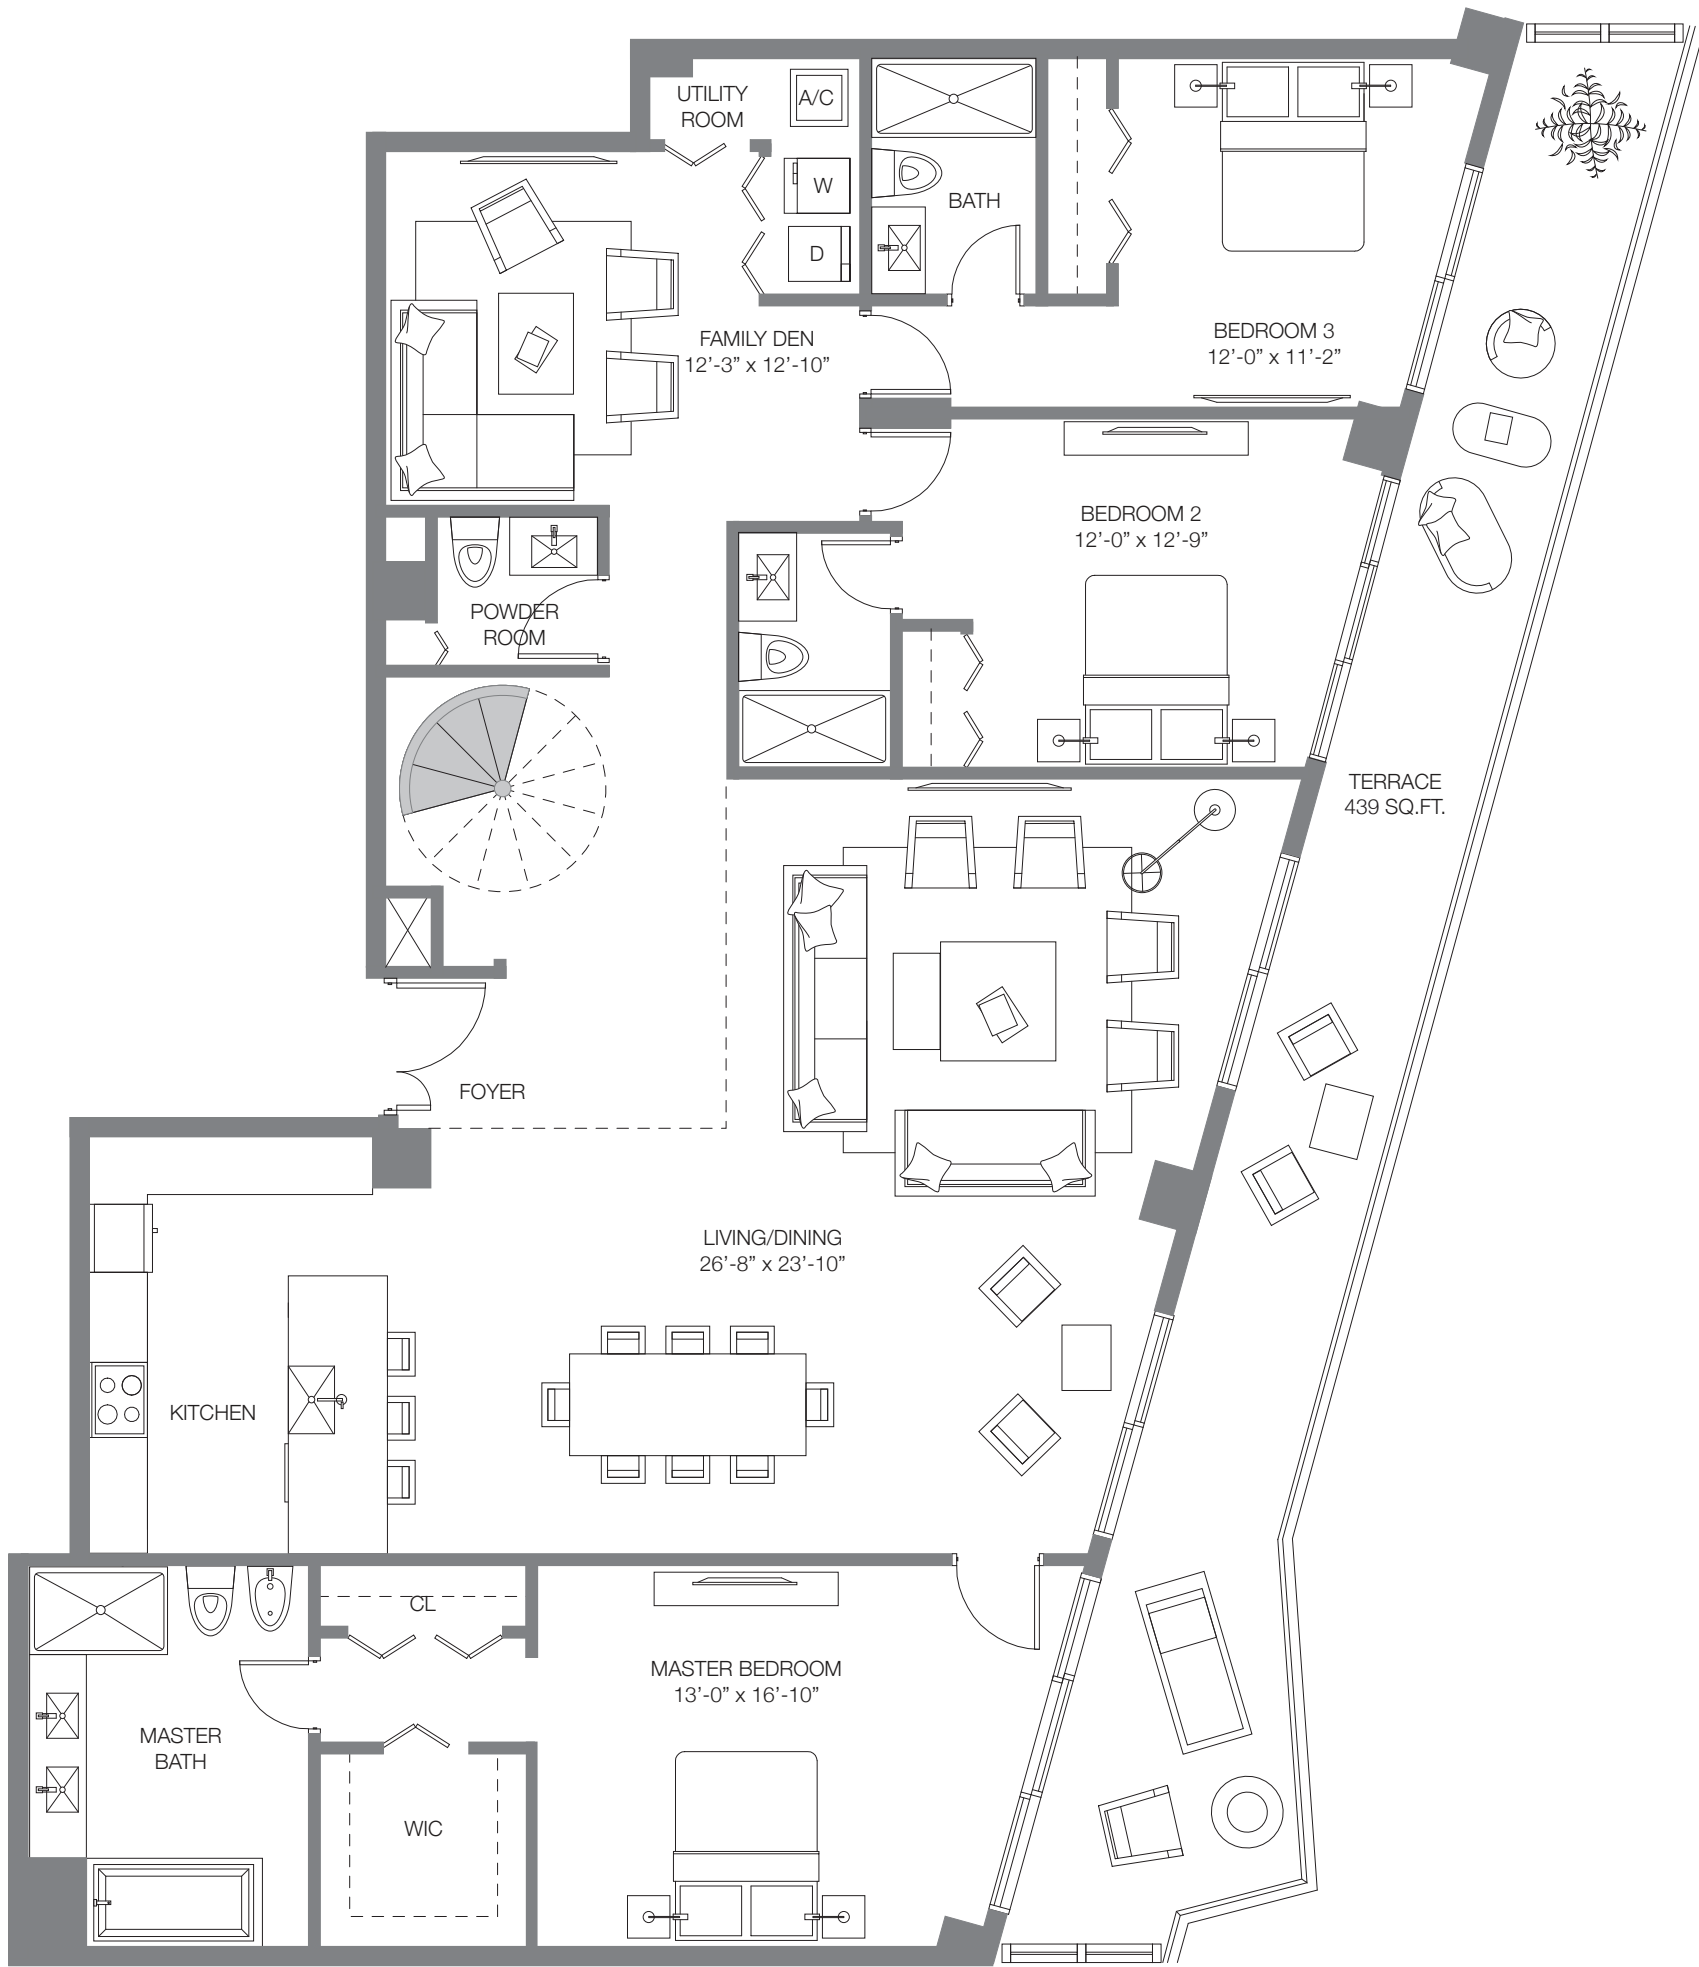 UTILITY
ROOM
A/C
W
D
BATH
FAMILY DEN
12’-3” x 12’-10”
BEDROOM 3
12’-0” x 11’-2”
BEDROOM 2
12’-0” x 12’-9”
POWDER
ROOM
TERRACE
439 SQ.FT.
FOYER
LIVING/DINING
26’-8” x 23’-10”
KITCHEN
CL
MASTER BEDROOM
13’-0” x 16’-10”
MASTER
BATH
WIC